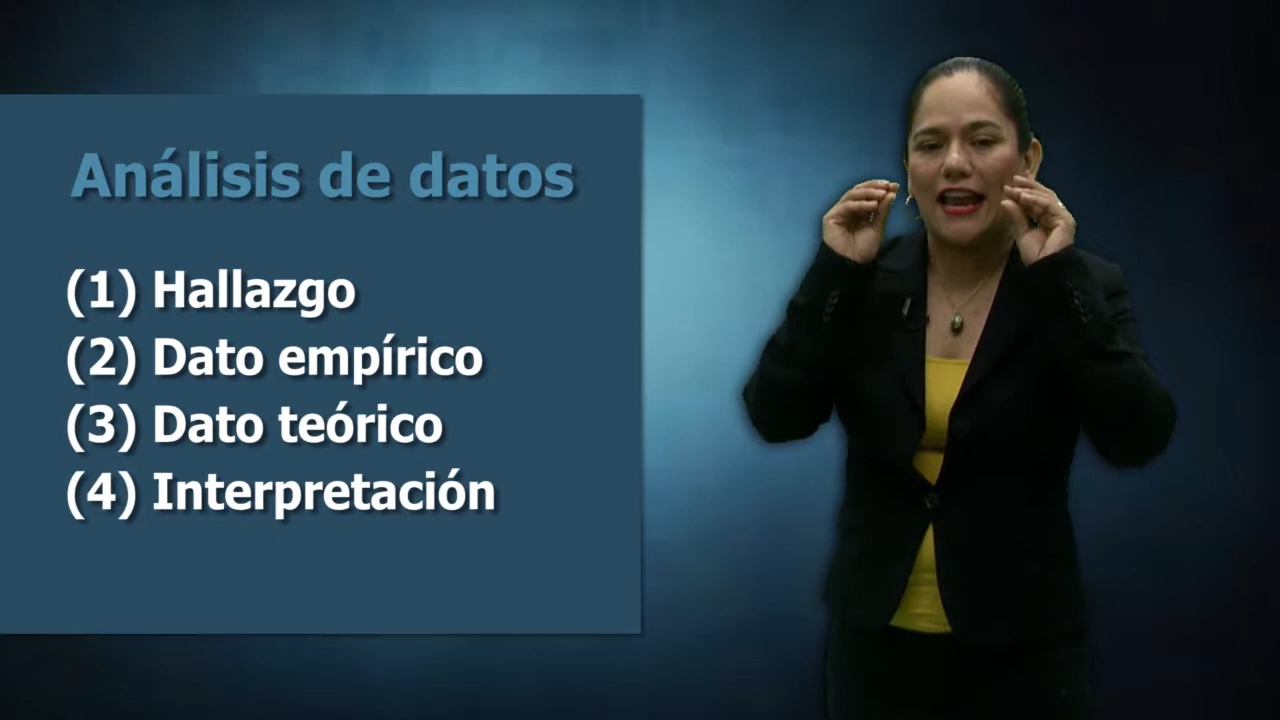 Análisis de datos
(1) Hallazgo
(2) Dato empírico
(3) Dato teórico
(4) Interpretación